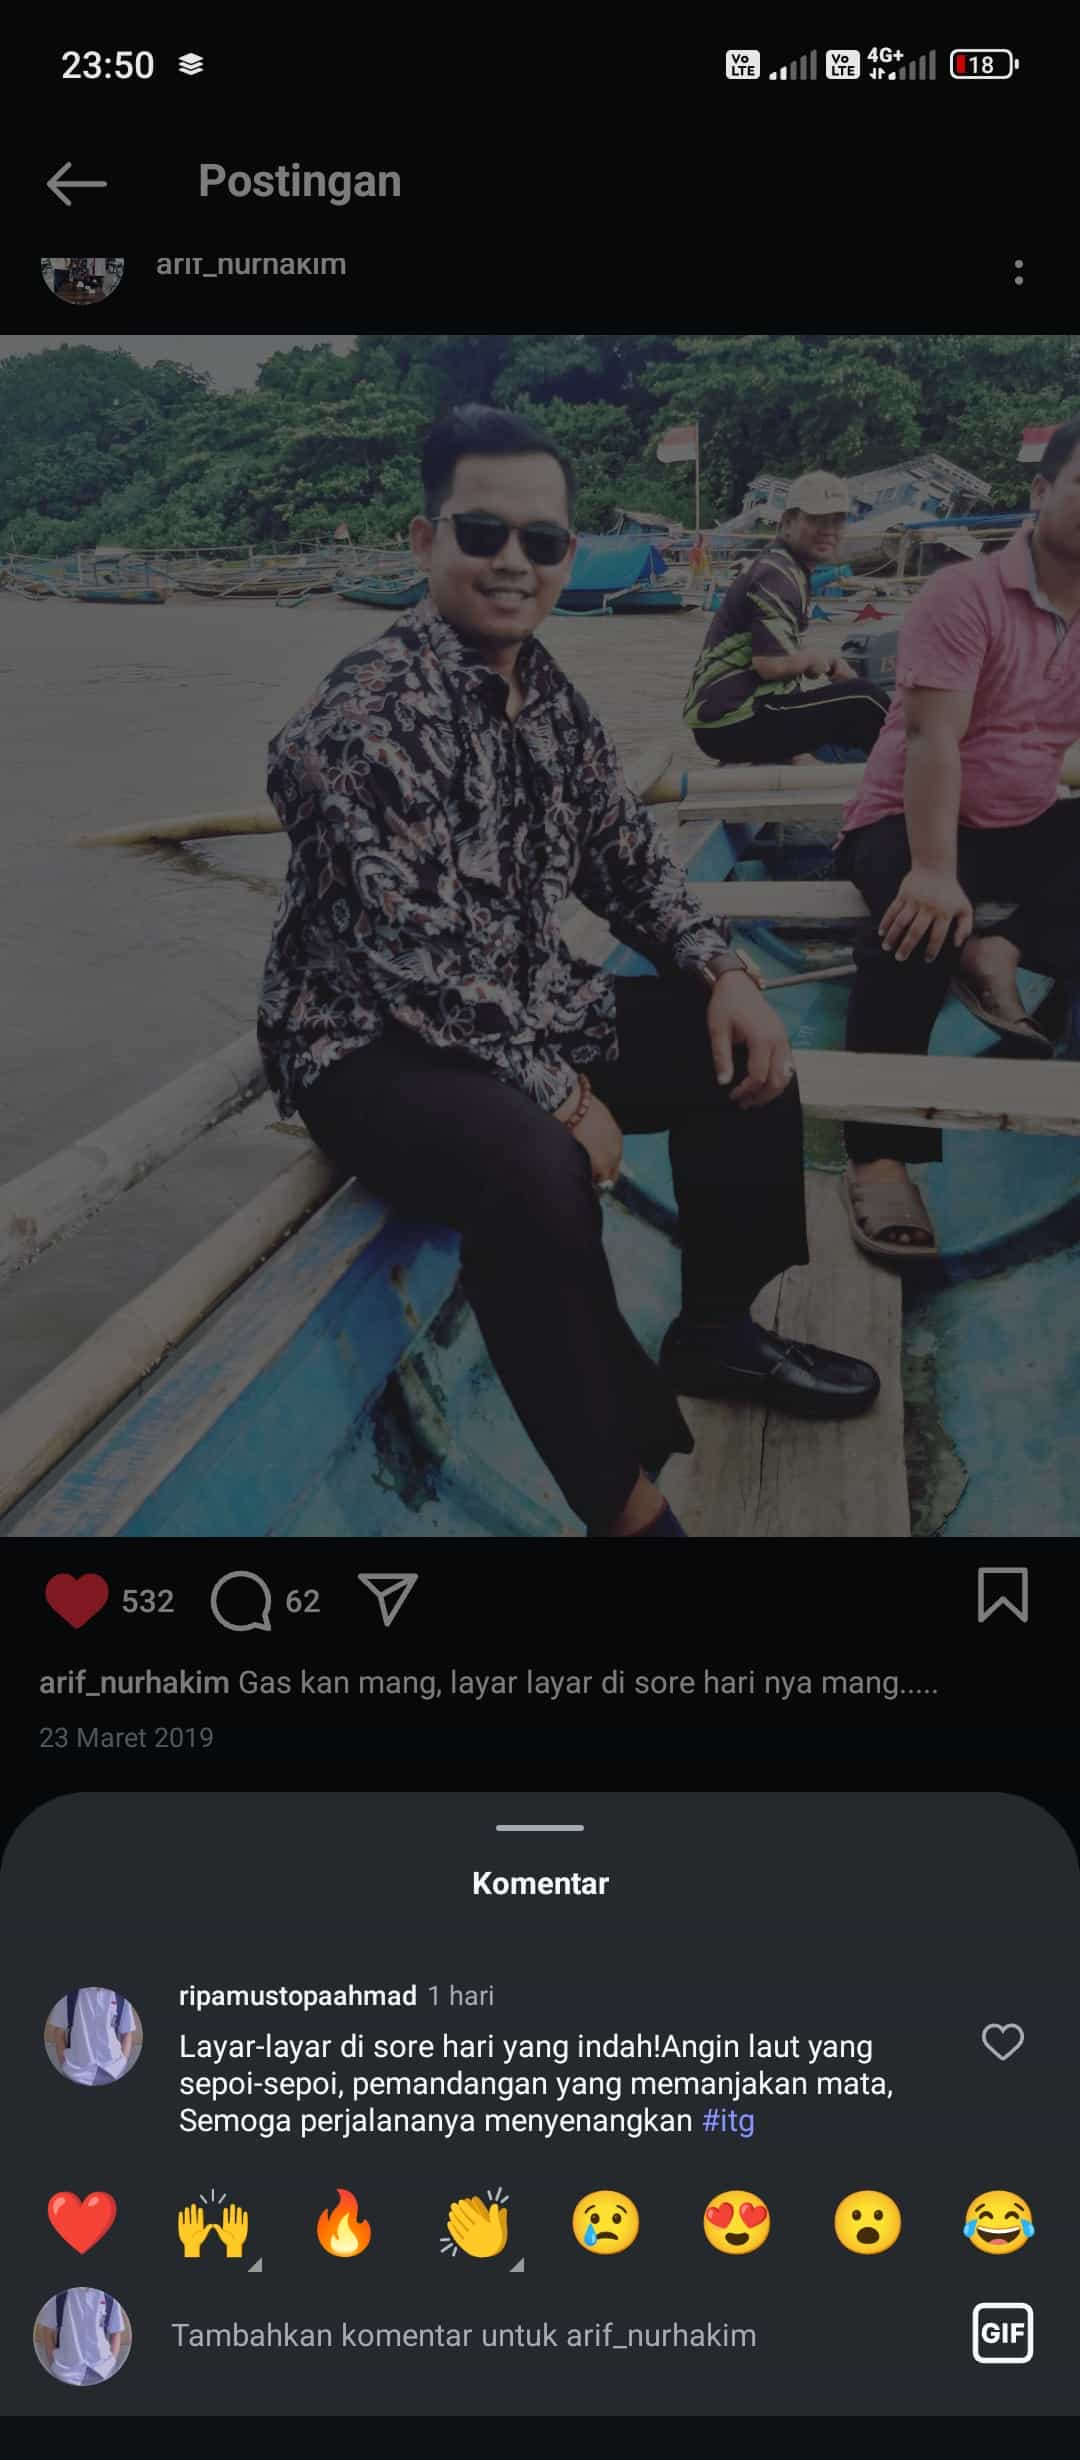 23:50
Vo LTE Vo LTE 4G+ 18
Postingan
arif_nurhakim
532 62
arif_nurhakim Gas kan mang, layar layar di sore hari nya mang.....
23 Maret 2019
Komentar
ripamustopaahmad 1 hari
Layar-layar di sore hari yang indah!Angin laut yang
sepoi-sepoi, pemandangan yang memanjakan mata,
Semoga perjalananya menyenangkan #itg
Tambahkan komentar untuk arif_nurhakim
GIF